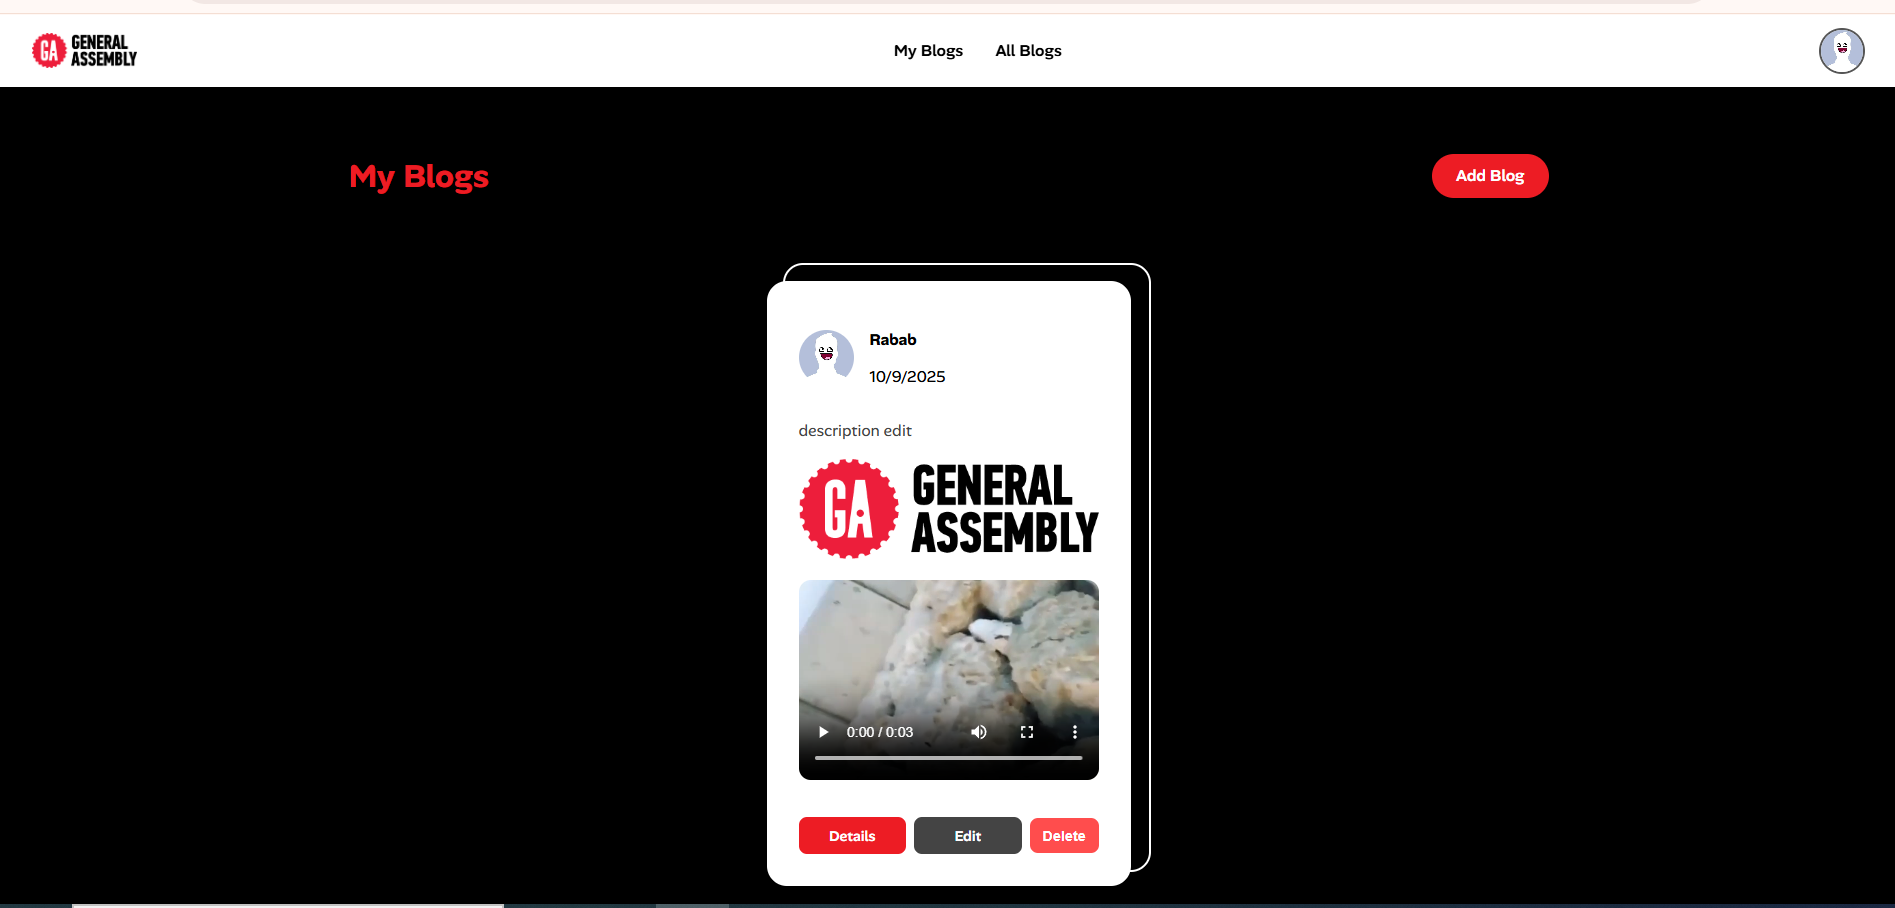 GA GENERAL
ASSEMBLY
My Blogs
All Blogs
My Blogs
Add Blog
Rabab
10/9/2025
description edit
GA GENERAL
ASSEMBLY
0:00 / 0:03
Details
Edit
Delete